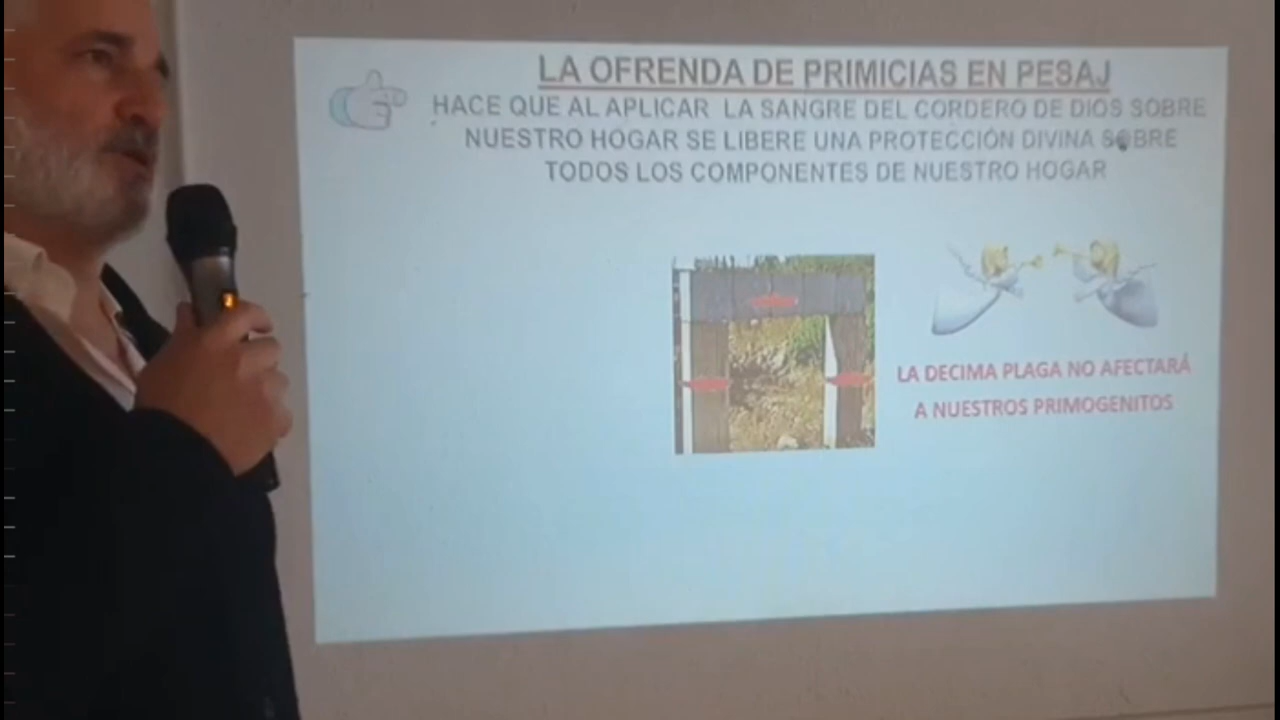 LA OFRENDA DE PRIMICIAS EN PESAJ
HACE QUE AL APLICAR LA SANGRE DEL CORDERO DE DIOS SOBRE
NUESTRO HOGAR SE LIBERE UNA PROTECCIÓN DIVINA SOBRE
TODOS LOS COMPONENTES DE NUESTRO HOGAR
LA DECIMA PLAGA NO AFECTARÁ
A NUESTROS PRIMOGENITOS